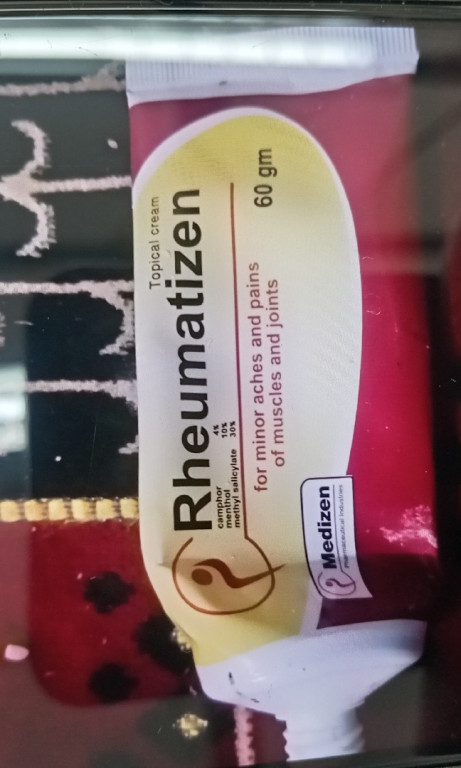 Topical cream
Rheumatizen
camphor 4%
menthol 10%
methyl salicylate 30%
for minor aches and pains
of muscles and joints
60 gm
Medizen
Pharmaceutical Industries